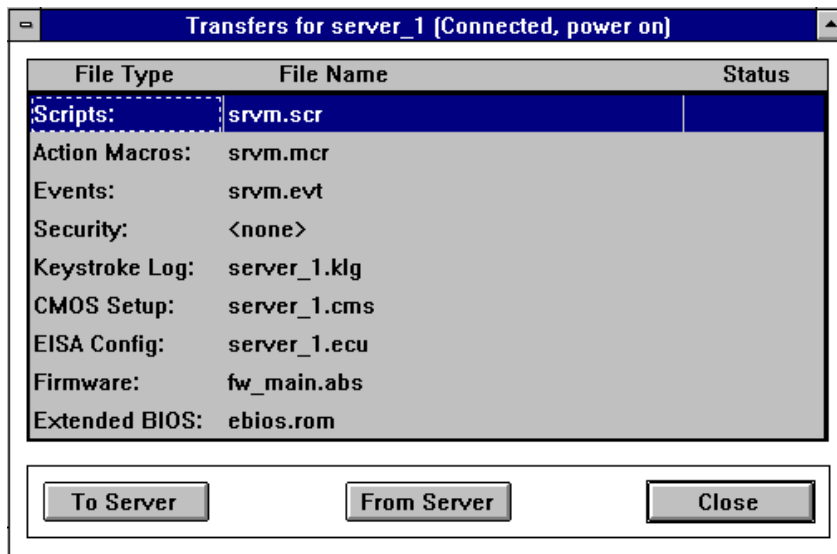 Transfers for server_1 (Connected, power on)
File Type File Name Status
Scripts: srvm.scr
Action Macros: srvm.mcr
Events: srvm.evt
Security: <none>
Keystroke Log: server_1.klg
CMOS Setup: server_1.cms
EISA Config: server_1.ecu
Firmware: fw_main.abs
Extended BIOS: ebios.rom
To Server From Server Close